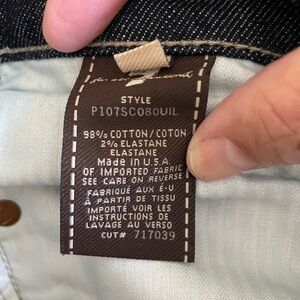 STYLE
P107SC080UIL
98% COTTON/COTON
2% ELASTANE
ELASTANE
Made in U.S.A
OF IMPORTED FABRIC
SEE CARE ON REVERSE
FABRIQUÉ AUX É-U
À PARTIR DE TISSU
IMPORTÉ VOIR LES
INSTRUCTIONS DE
LAVAGE AU VERSO
CUT# 717039